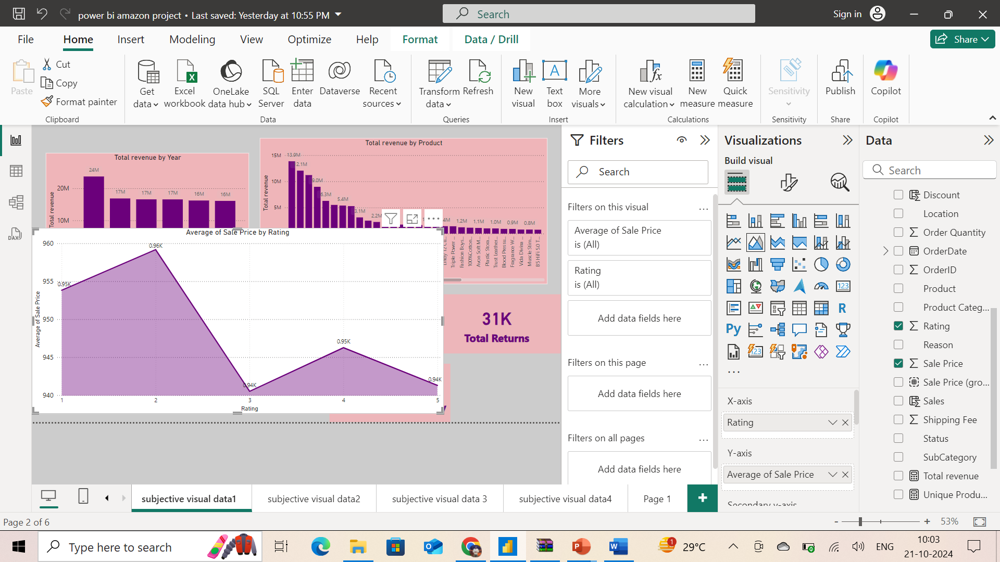 power bi amazon project • Last saved: Yesterday at 10:55 PM
Search
Sign in
File
Home
Insert
Modeling
View
Optimize
Help
Format
Data / Drill
Share
Paste
Cut
Copy
Format painter
Clipboard
Get data
Excel workbook
OneLake data hub
SQL Server
Enter data
Dataverse
Recent sources
Data
Transform data
Refresh
Queries
New visual
Text box
More visuals
Insert
New visual calculation
New measure
Quick measure
Calculations
Sensitivity
Sensitivity
Publish
Share
Copilot
Copilot
DAX
Total revenue by Year
Total revenue
20M
10M
24M
17M
17M
17M
16M
16M
Total revenue by Product
Total revenue
15M
10M
5M
13.9M
12.1M
9.0M
6.3M
5.4M
3.1M
2.2M
1.2M
1.1M
1.0M
0.9M
0.8M
Triple Power ...
Fashion Boys...
100%Cotton...
Avon Soft M...
Plastic Stora...
Trust Leather...
Blood Pressu...
Fragrance W...
Vida Divina ...
Muscle Stim...
B5 HiFi 5.0 T...
Average of Sale Price by Rating
Average of Sale Price
960
955
950
945
940
0.95K
0.96K
0.94K
0.95K
0.94K
1
2
3
4
5
Rating
31K
Total Returns
Filters
Search
Filters on this visual
...
Average of Sale Price
is (All)
Rating
is (All)
Add data fields here
Filters on this page
...
Add data fields here
Filters on all pages
...
Add data fields here
Visualizations
Build visual
123
R
Py
123
...
X-axis
Rating
Y-axis
Average of Sale Price
Secondary y-axis
Data
Search
Discount
Location
Order Quantity
OrderDate
OrderID
Product
Product Categ...
Rating
Reason
Sale Price
Sale Price (gro...
Sales
Shipping Fee
Status
SubCategory
Total revenue
Unique Produ...
subjective visual data1
subjective visual data2
subjective visual data 3
subjective visual data4
Page 1
+
Page 2 of 6
- + 53%
Type here to search
1
29°C
ENG
10:03
21-10-2024